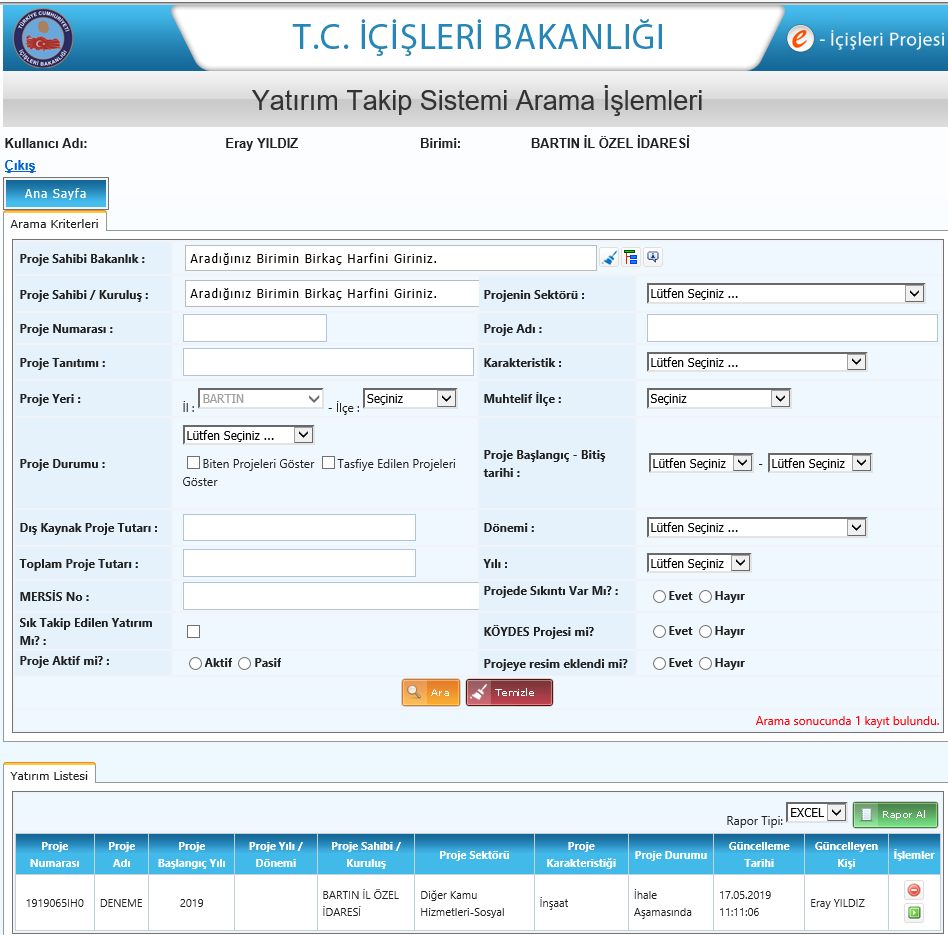 TÜRKİYE CUMHURİYETİ
İÇİŞLERİ BAKANLIĞI
T.C. İÇİŞLERİ BAKANLIĞI
e - İçişleri Projesi
Yatırım Takip Sistemi Arama İşlemleri
Kullanıcı Adı: Eray YILDIZ Birimi: BARTIN İL ÖZEL İDARESİ
Çıkış
Ana Sayfa
Arama Kriterleri
Proje Sahibi Bakanlık : Aradığınız Birimin Birkaç Harfini Giriniz.
Proje Sahibi / Kuruluş : Aradığınız Birimin Birkaç Harfini Giriniz. Projenin Sektörü : Lütfen Seçiniz ...
Proje Numarası : Proje Adı :
Proje Tanıtımı : Karakteristik : Lütfen Seçiniz ...
Proje Yeri : İl : BARTIN - İlçe : Seçiniz Muhtelif İlçe : Seçiniz
Lütfen Seçiniz ...
Proje Durumu : Biten Projeleri Göster Tasfiye Edilen Projeleri
Göster
Proje Başlangıç - Bitiş
tarihi : Lütfen Seçiniz - Lütfen Seçiniz
Dış Kaynak Proje Tutarı : Dönemi : Lütfen Seçiniz ...
Toplam Proje Tutarı : Yılı : Lütfen Seçiniz
MERSİS No : Projede Sıkıntı Var Mı? : Evet Hayır
Sık Takip Edilen Yatırım
Mı? : KÖYDES Projesi mi? Evet Hayır
Proje Aktif mi? : Aktif Pasif Projeye resim eklendi mi? Evet Hayır
Ara Temizle
Arama sonucunda 1 kayıt bulundu.
Yatırım Listesi
Rapor Tipi: EXCEL Rapor Al
Proje Numarası Proje Adı Proje Başlangıç Yılı Proje Yılı / Dönemi Proje Sahibi / Kuruluş Proje Sektörü Proje Karakteristiği Proje Durumu Güncelleme Tarihi Güncelleyen Kişi İşlemler
1919065IH0 DENEME 2019 BARTIN İL ÖZEL İDARESİ Diğer Kamu Hizmetleri-Sosyal İnşaat İhale Aşamasında 17.05.2019 11:11:06 Eray YILDIZ